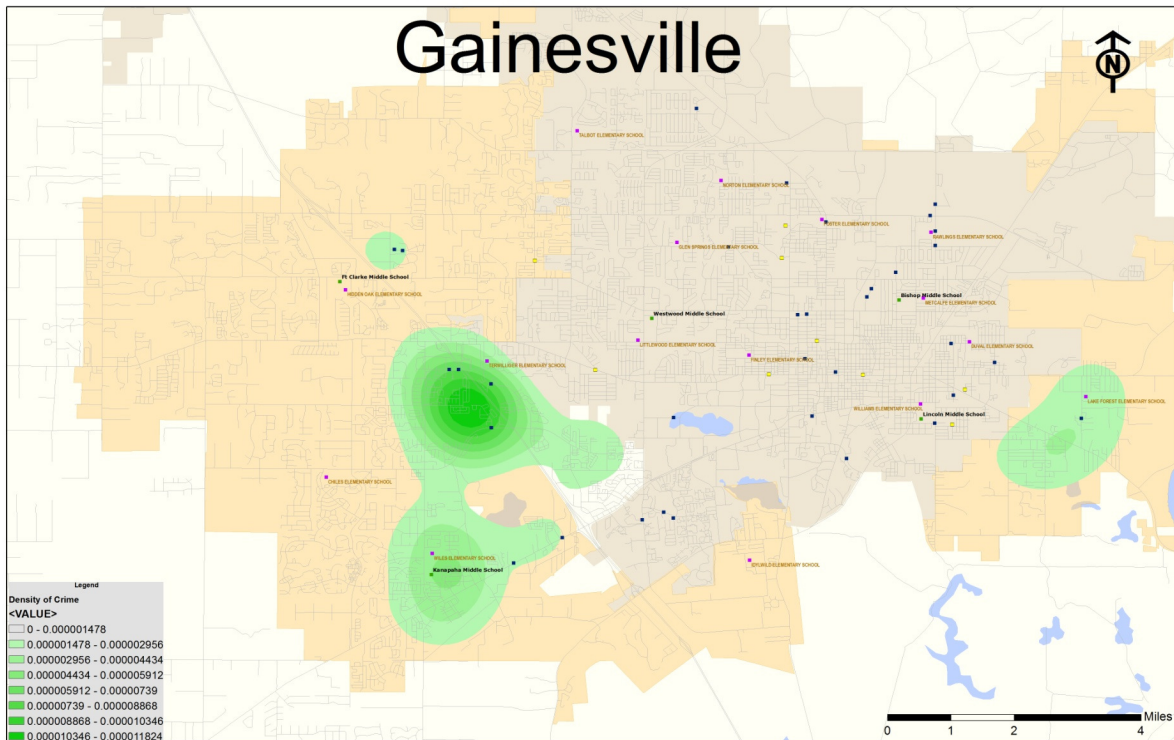 Gainesville
N
TALBOT ELEMENTARY SCHOOL
NORTON ELEMENTARY SCHOOL
FOSTER ELEMENTARY SCHOOL
RAWLINGS ELEMENTARY SCHOOL
GLEN SPRINGS ELEMENTARY SCHOOL
Ft Clarke Middle School
HIDDEN OAK ELEMENTARY SCHOOL
Bishop Middle School
METCALFE ELEMENTARY SCHOOL
Westwood Middle School
LITTLEWOOD ELEMENTARY SCHOOL
DUVAL ELEMENTARY SCHOOL
FINLEY ELEMENTARY SCHOOL
TERWILLIGER ELEMENTARY SCHOOL
LAKE FOREST ELEMENTARY SCHOOL
WILLIAMS ELEMENTARY SCHOOL
Lincoln Middle School
CHILES ELEMENTARY SCHOOL
WILES ELEMENTARY SCHOOL
Kanapaha Middle School
IDYLWILD ELEMENTARY SCHOOL
Legend
Density of Crime
<VALUE>
0 - 0.000001478
0.000001478 - 0.000002956
0.000002956 - 0.000004434
0.000004434 - 0.000005912
0.000005912 - 0.00000739
0.00000739 - 0.000008868
0.000008868 - 0.000010346
0.000010346 - 0.000011824
Miles
0 1 2 4